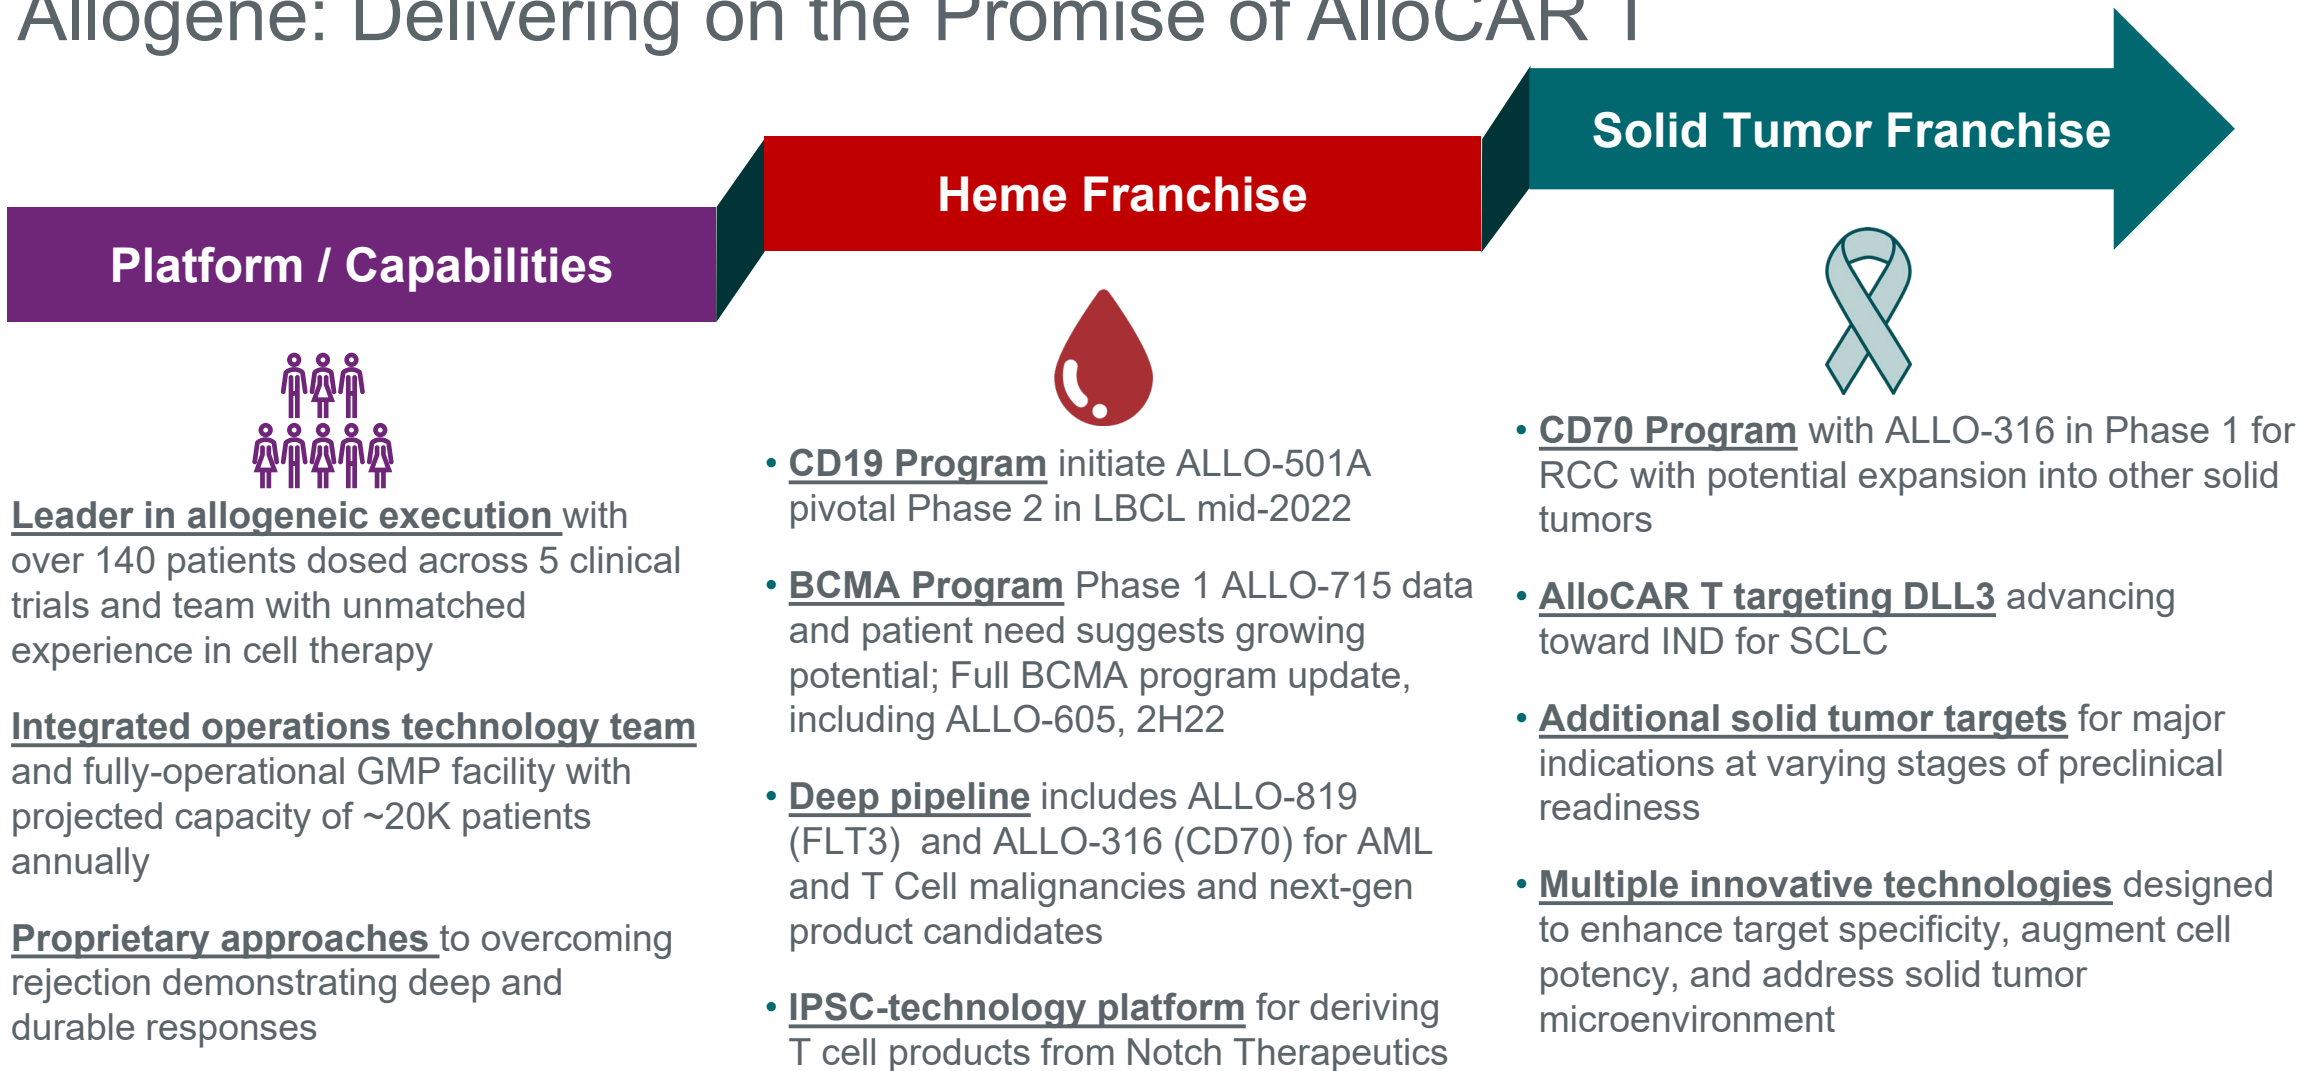 Allogene: Delivering on the Promise of AlloCAR T
Platform / Capabilities
Leader in allogeneic execution with
over 140 patients dosed across 5 clinical
trials and team with unmatched
experience in cell therapy
Integrated operations technology team
and fully-operational GMP facility with
projected capacity of ~20K patients
annually
Proprietary approaches to overcoming
rejection demonstrating deep and
durable responses
Heme Franchise
• CD19 Program initiate ALLO-501A
pivotal Phase 2 in LBCL mid-2022
• BCMA Program Phase 1 ALLO-715 data
and patient need suggests growing
potential; Full BCMA program update,
including ALLO-605, 2H22
• Deep pipeline includes ALLO-819
(FLT3)  and ALLO-316 (CD70) for AML
and T Cell malignancies and next-gen
product candidates
• IPSC-technology platform for deriving
T cell products from Notch Therapeutics
Solid Tumor Franchise
• CD70 Program with ALLO-316 in Phase 1 for
RCC with potential expansion into other solid
tumors
• AlloCAR T targeting DLL3 advancing
toward IND for SCLC
• Additional solid tumor targets for major
indications at varying stages of preclinical
readiness
• Multiple innovative technologies designed
to enhance target specificity, augment cell
potency, and address solid tumor
microenvironment